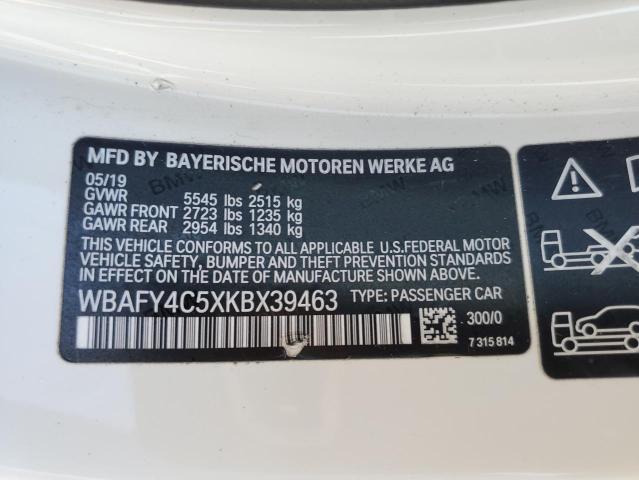 MFD BY BAYERISCHE MOTOREN WERKE AG
05/19
GVWR 5545 lbs 2515 kg
GAWR FRONT 2723 lbs 1235 kg
GAWR REAR 2954 lbs 1340 kg
THIS VEHICLE CONFORMS TO ALL APPLICABLE U.S.FEDERAL MOTOR
VEHICLE SAFETY, BUMPER AND THEFT PREVENTION STANDARDS
IN EFFECT ON THE DATE OF MANUFACTURE SHOWN ABOVE.
WBAFY4C5XKBX39463 TYPE: PASSENGER CAR
300/0
7 315 814